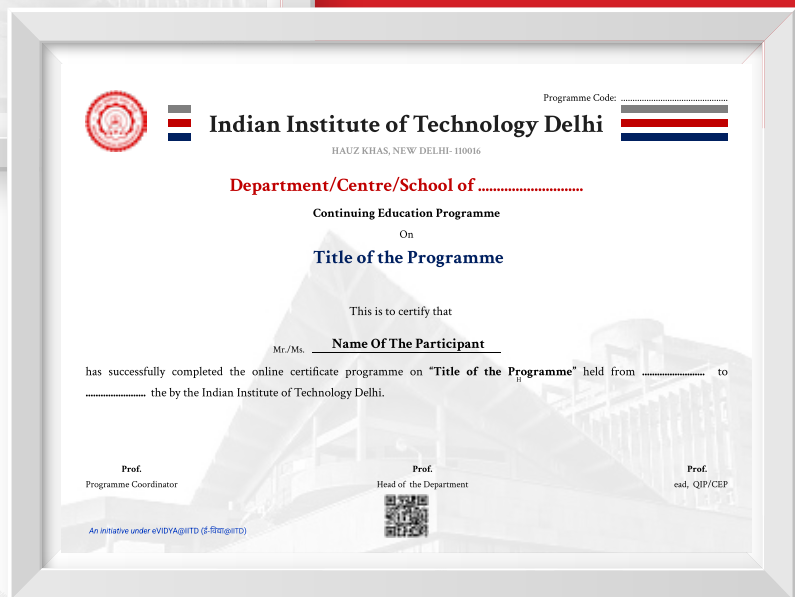 Programme Code: ........................................
Indian Institute of Technology Delhi
HAUZ KHAS, NEW DELHI- 110016
Department/Centre/School of ............................
Continuing Education Programme
On
Title of the Programme
This is to certify that
Mr./Ms. Name Of The Participant
has successfully completed the online certificate programme on “Title of the Programme” held from ........................ to
H
........................ the by the Indian Institute of Technology Delhi.
Prof. Prof. Prof.
Programme Coordinator Head of the Department ead, QIP/CEP
An initiative under eVIDYA@IITD (ई-विद्या@IITD)